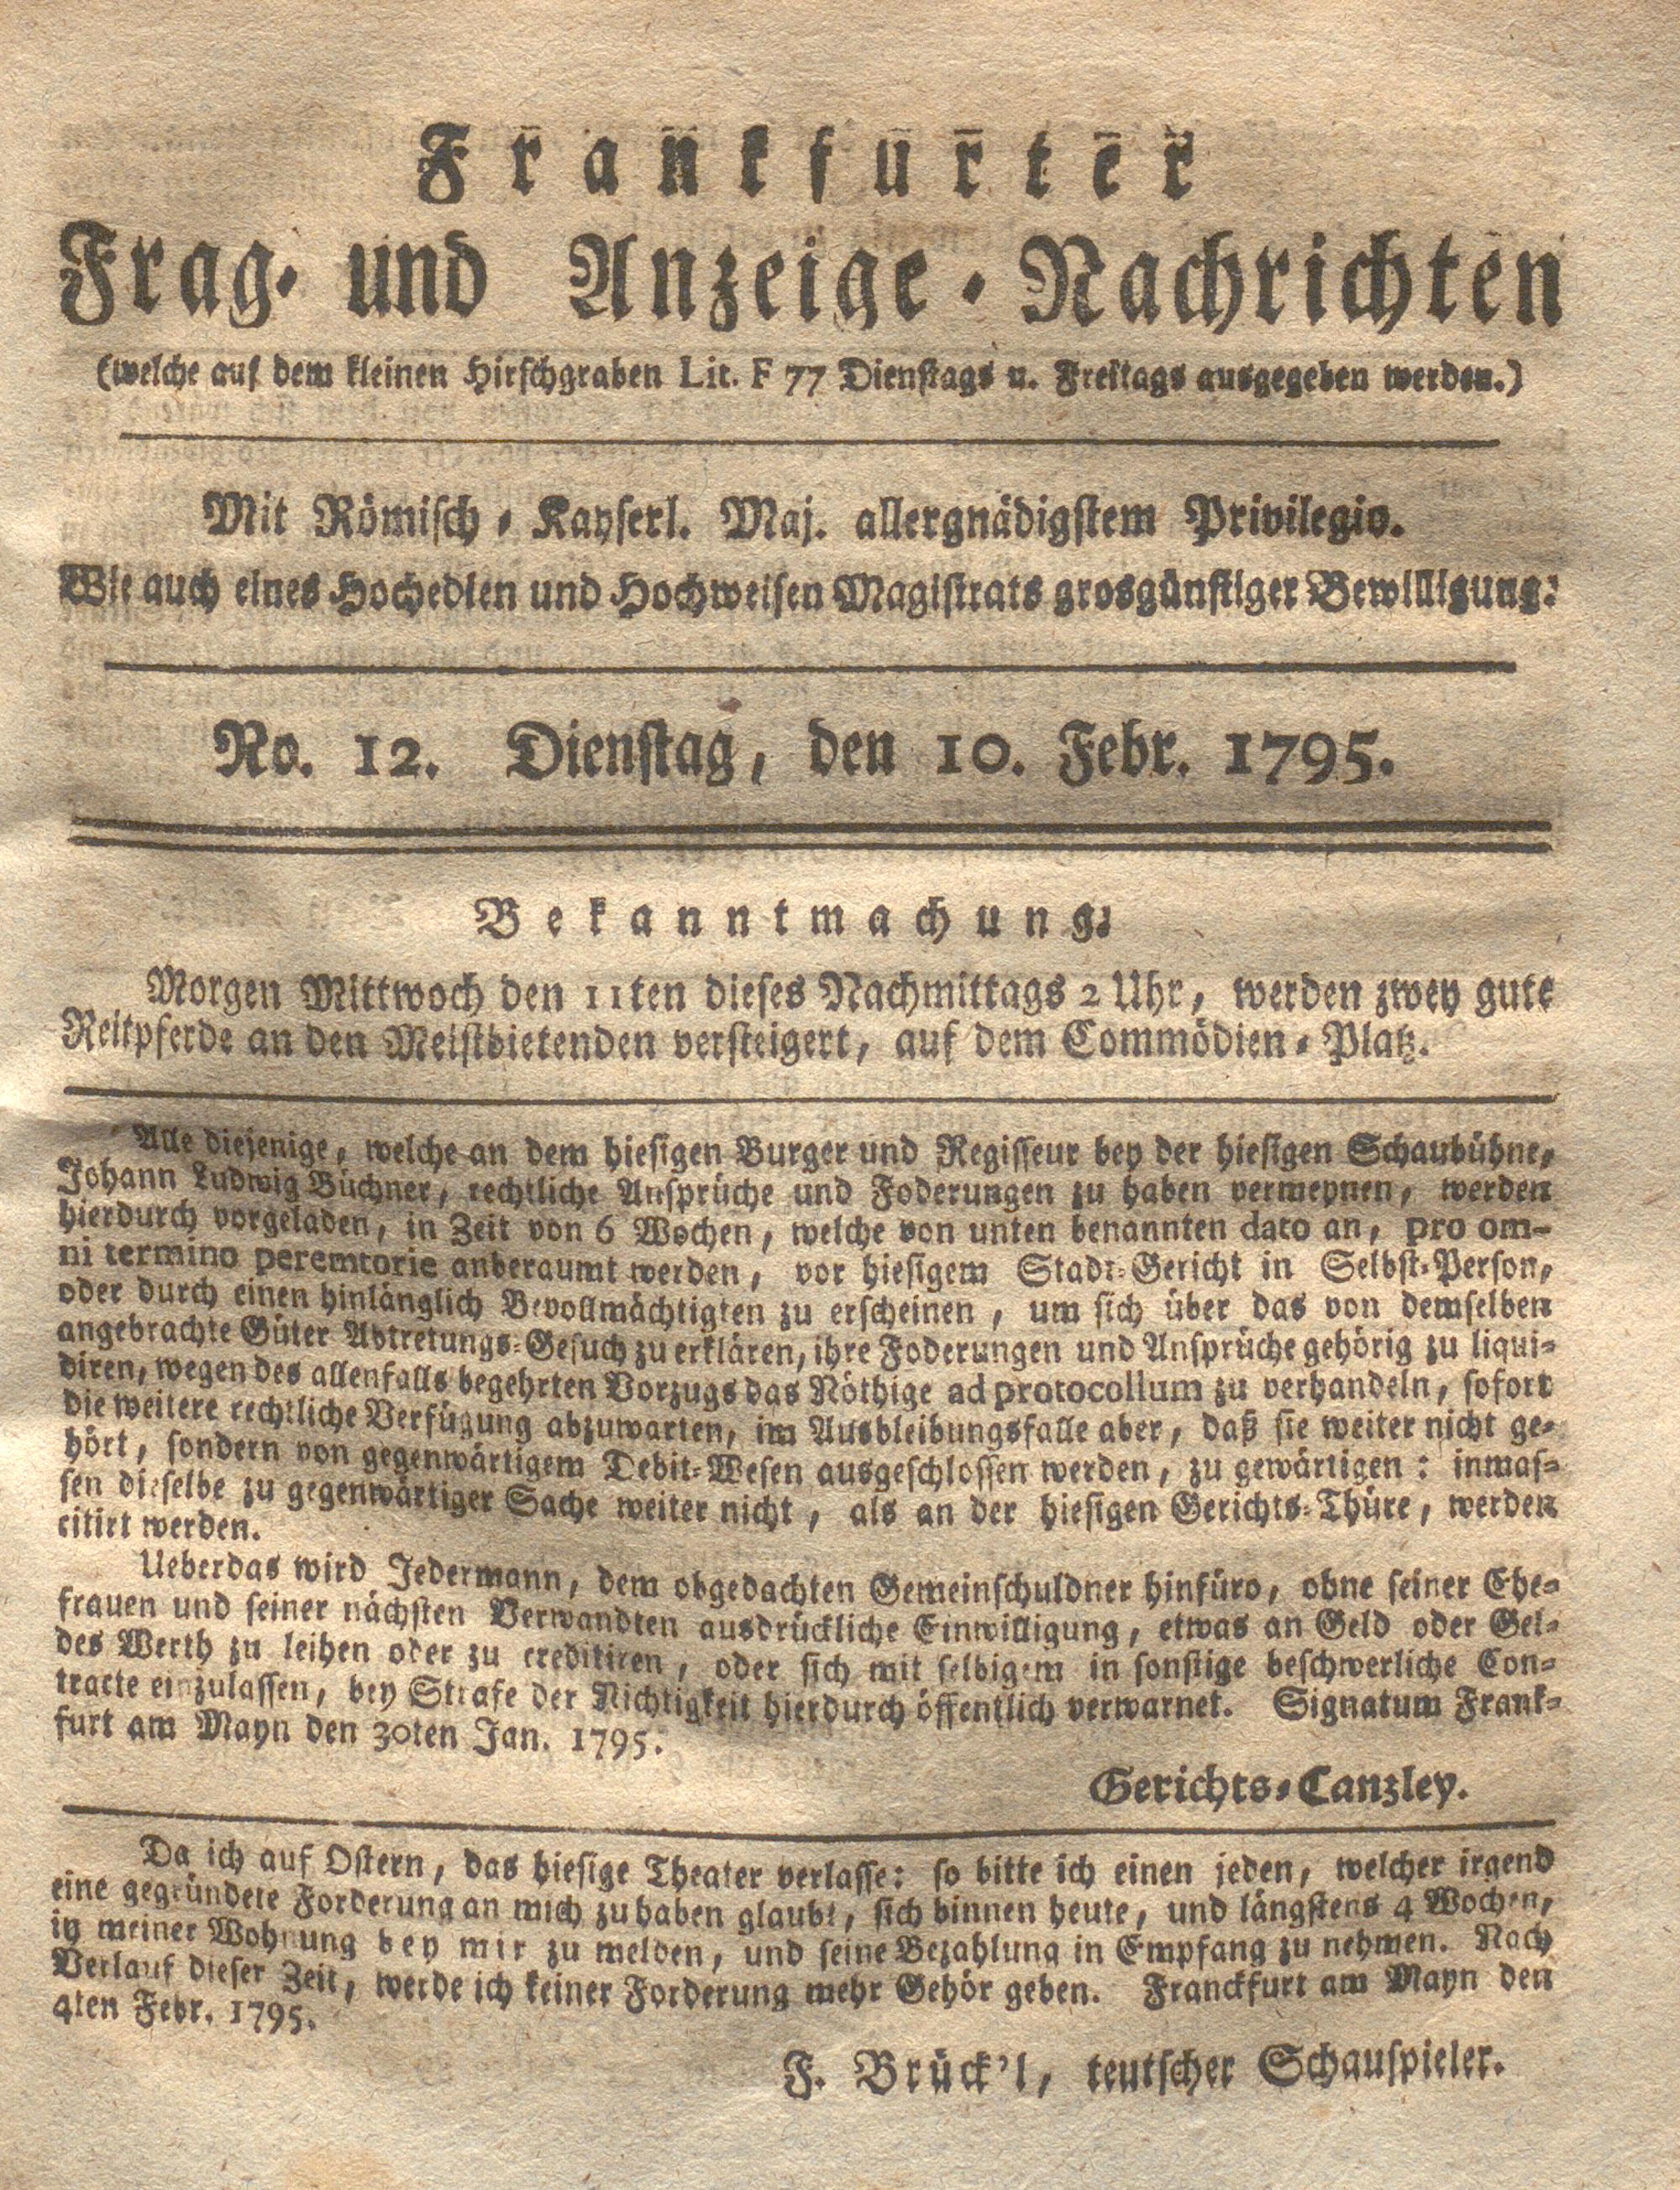 Frankfurter
Frag- und Anzeige-Nachrichten
(welche auf dem kleinen Hirschgraben Lit. F 77 Dienstags u. Freitags ausgegeben werden.)
Mit Römisch-Kayserl. Maj. allergnädigstem Privilegio.
Wie auch eines Hochedlen und Hochweisen Magistrats grosgünstiger Bewilligung.
No. 12. Dienstag, den 10. Febr. 1795.
Bekanntmachung.
Morgen Mittwoch den 11ten dieses Nachmittags 2 Uhr, werden zwey gute
Reitpferde an den Meistbietenden versteigert, auf dem Commödien-Platz.
Alle diejenige, welche an dem hiesigen Burger und Regisseur bey der hiesigen Schaubühne,
Johann Ludwig Büchner, rechtliche Ansprüche und Foderungen zu haben vermeynen, werden
hierdurch vorgeladen, in Zeit von 6 Wochen, welche von unten benannten dato an, pro om-
ni termino peremtorie anberaumt werden, vor hiesigem Stadt-Gericht in Selbst-Person,
oder durch einen hinlänglich Bevollmächtigten zu erscheinen, um sich über das von demselben
angebrachte Güter Abtretungs-Gesuch zu erklären, ihre Foderungen und Ansprüche gehörig zu liqui-
diren, wegen des allenfalls begehrten Vorzugs das Nöthige ad protocollum zu verhandeln, sofort
die weitere rechtliche Verfügung abzuwarten, im Ausbleibungsfalle aber, daß sie weiter nicht ge-
hört, sondern von gegenwärtigem Debit-Wesen ausgeschlossen werden, zu gewärtigen: inmas-
sen dieselbe zu gegenwärtiger Sache weiter nicht, als an der hiesigen Gerichts-Thüre, werden
citirt werden.
Ueberdas wird Jedermann, dem obgedachten Gemeinschuldner hinfüro, ohne seiner Ehe-
frauen und seiner nächsten Verwandten ausdrückliche Einwilligung, etwas an Geld oder Gel-
des Werth zu leihen oder zu creditiren, oder sich mit selbigem in sonstige beschwerliche Con-
tracte einzulassen, bey Strafe der Nichtigkeit hierdurch öffentlich verwarnet. Signatum Frank-
furt am Mayn den 30ten Jan. 1795.
Gerichts-Canzley.
Da ich auf Ostern, das hiesige Theater verlasse: so bitte ich einen jeden, welcher irgend
eine gegründete Forderung an mich zu haben glaubt, sich binnen heute, und längstens 4 Wochen,
in meiner Wohnung bey mir zu melden, und seine Bezahlung in Empfang zu nehmen. Nach
Verlauf dieser Zeit, werde ich keiner Forderung mehr Gehör geben. Franckfurt am Mayn den
4ten Febr. 1795.
F. Brück'l, teutscher Schauspieler.